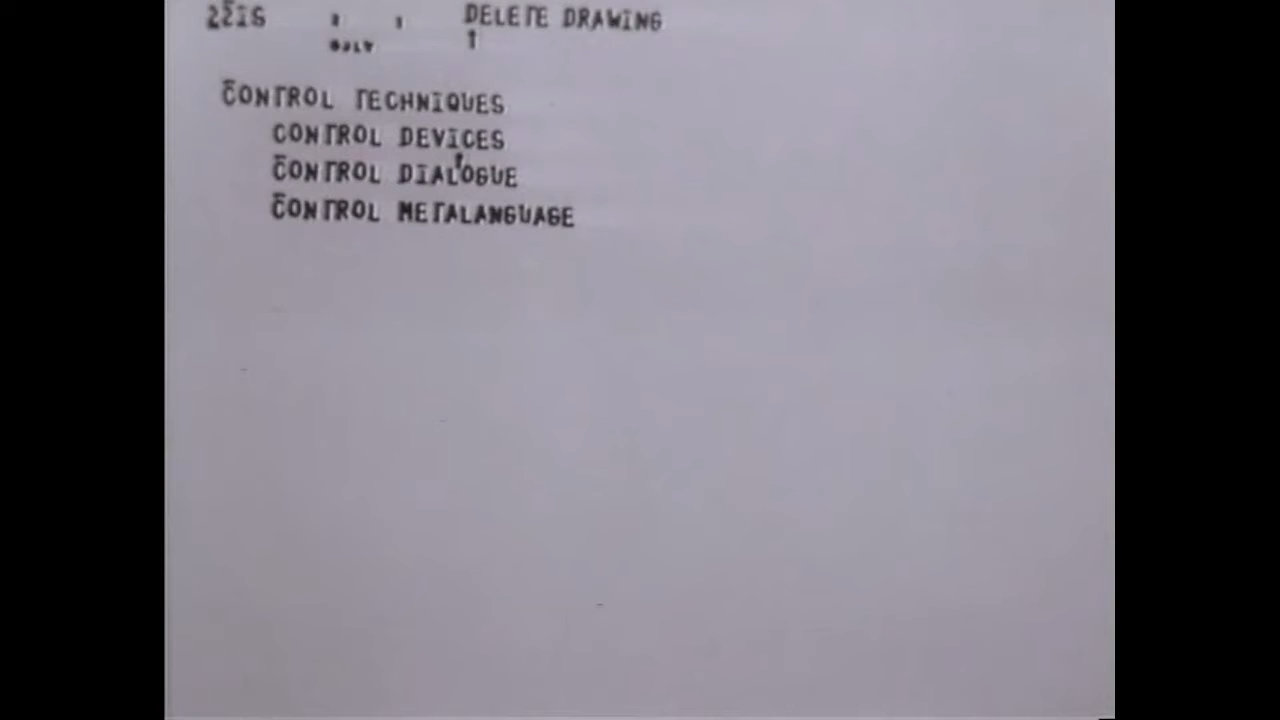 DELETE DRAWING
CONTROL TECHNIQUES
CONTROL DEVICES
CONTROL DIALOGUE
CONTROL METALANGUAGE